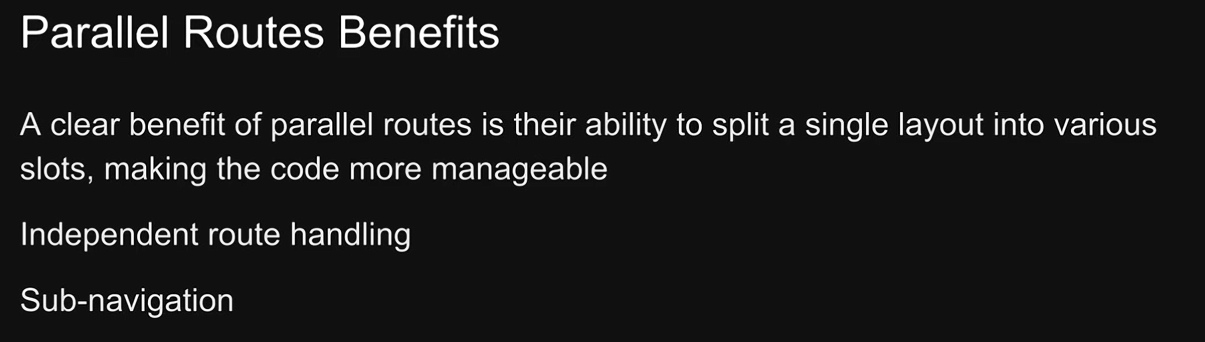 Parallel Routes Benefits
A clear benefit of parallel routes is their ability to split a single layout into various
slots, making the code more manageable
Independent route handling
Sub-navigation